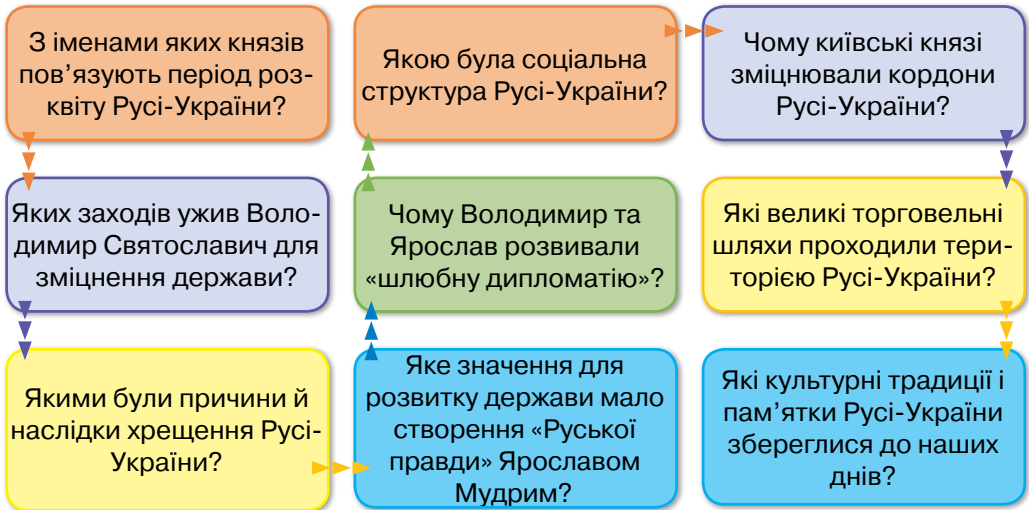 З іменами яких князів
пов’язують період роз-
квіту Русі-України?
Яких заходів ужив Воло-
димир Святославич для
зміцнення держави?
Якими були причини й
наслідки хрещення Русі-
України?
Яке значення для
розвитку держави мало
створення «Руської
правди» Ярославом
Мудрим?
Чому Володимир та
Ярослав розвивали
«шлюбну дипломатію»?
Якою була соціальна
структура Русі-України?
Чому київські князі
зміцнювали кордони
Русі-України?
Які великі торговельні
шляхи проходили тери-
торією Русі-України?
Які культурні традиції і
пам’ятки Русі-України
збереглися до наших
днів?